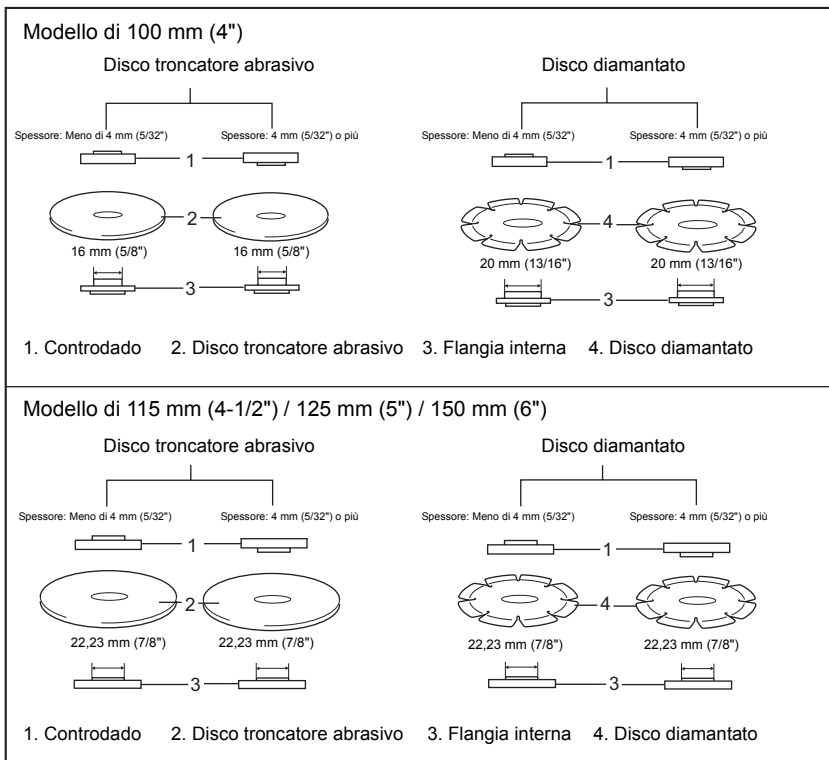 Modello di 100 mm (4")
Disco troncatore abrasivo Disco diamantato
Spessore: Meno di 4 mm (5/32") Spessore: 4 mm (5/32") o più Spessore: Meno di 4 mm (5/32") Spessore: 4 mm (5/32") o più
1 1
2 4
16 mm (5/8") 16 mm (5/8") 20 mm (13/16") 20 mm (13/16")
3 3
1. Controdado 2. Disco troncatore abrasivo 3. Flangia interna 4. Disco diamantato
Modello di 115 mm (4-1/2") / 125 mm (5") / 150 mm (6")
Disco troncatore abrasivo Disco diamantato
Spessore: Meno di 4 mm (5/32") Spessore: 4 mm (5/32") o più Spessore: Meno di 4 mm (5/32") Spessore: 4 mm (5/32") o più
1 1
2 4
22,23 mm (7/8") 22,23 mm (7/8") 22,23 mm (7/8") 22,23 mm (7/8")
3 3
1. Controdado 2. Disco troncatore abrasivo 3. Flangia interna 4. Disco diamantato